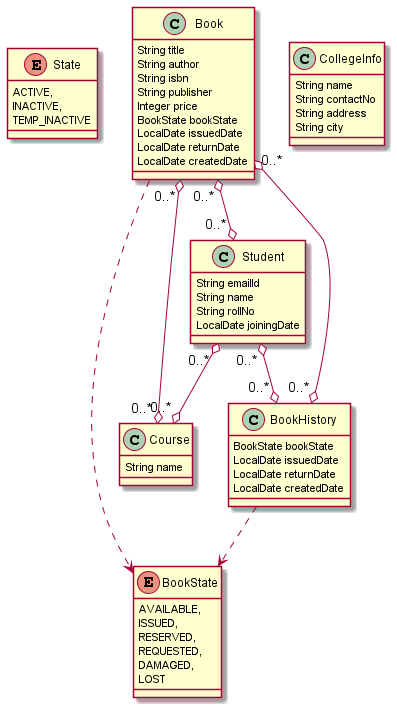 C Book
String title
String author
String isbn
String publisher
Integer price
BookState bookState
LocalDate issuedDate
LocalDate returnDate
LocalDate createdDate
E State
ACTIVE,
INACTIVE,
TEMP_INACTIVE
C CollegeInfo
String name
String contactNo
String address
String city
0..*
0..*
0..*
0..*
C Student
String emailId
String name
String rollNo
LocalDate joiningDate
0..*
0..*
0..*
0..*
0..*
0..*
C Course
String name
C BookHistory
BookState bookState
LocalDate issuedDate
LocalDate returnDate
LocalDate createdDate
E BookState
AVAILABLE,
ISSUED,
RESERVED,
REQUESTED,
DAMAGED,
LOST